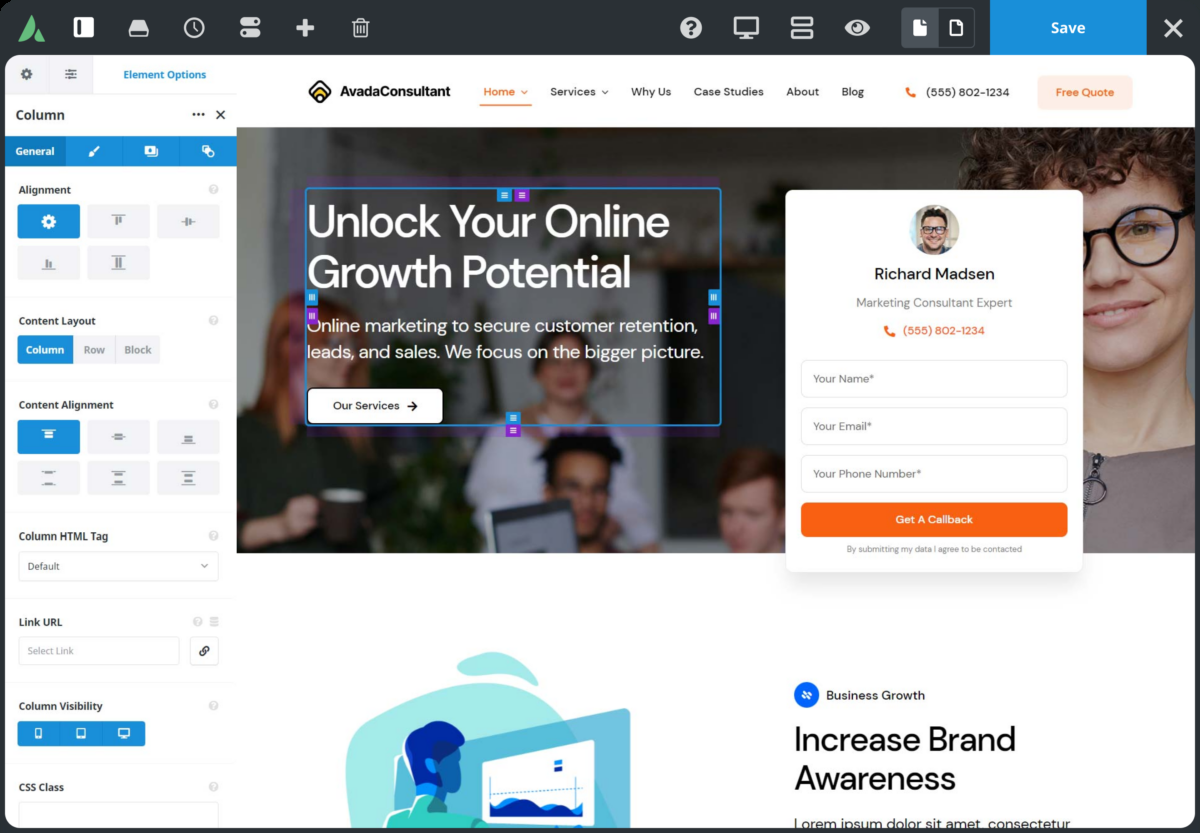 Save
Element Options
Column
General
Alignment
Content Layout
Column Row Block
Content Alignment
Column HTML Tag
Default
Link URL
Select Link
Column Visibility
CSS Class
AvadaConsultant
Home Services Why Us Case Studies About Blog
(555) 802-1234
Free Quote
Unlock Your Online
Growth Potential
Online marketing to secure customer retention,
leads, and sales. We focus on the bigger picture.
Our Services
Richard Madsen
Marketing Consultant Expert
(555) 802-1234
Your Name*
Your Email*
Your Phone Number*
Get A Callback
By submitting my data I agree to be contacted
Business Growth
Increase Brand
Awareness
Lorem ipsum dolor sit amet, consectetur